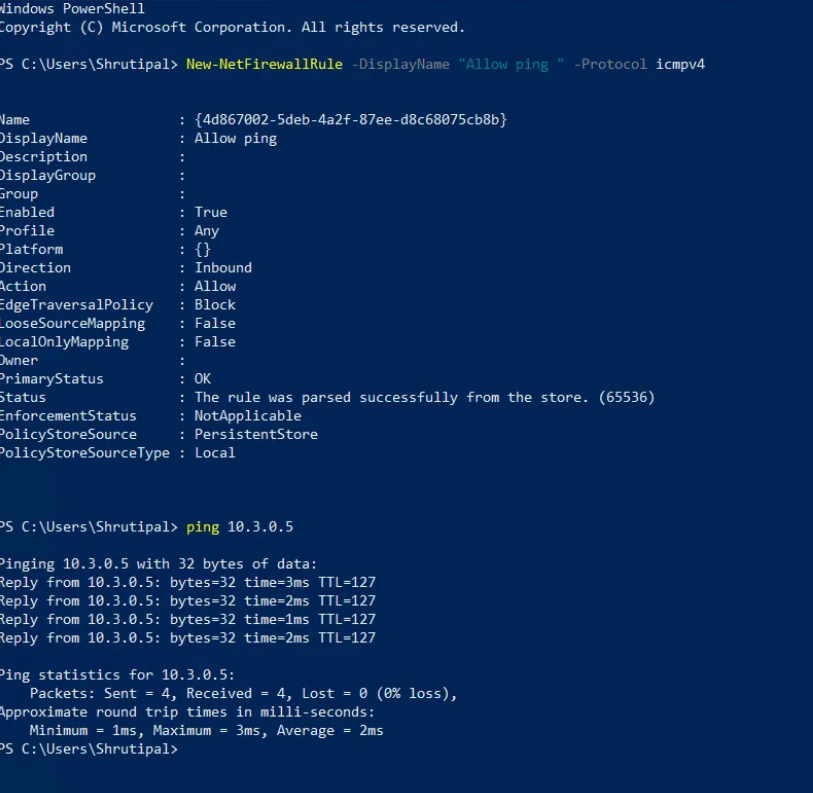 Windows PowerShell
Copyright (C) Microsoft Corporation. All rights reserved.
PS C:\Users\Shrutipal> New-NetFirewallRule -DisplayName "Allow ping " -Protocol icmpv4
Name : {4d867002-5deb-4a2f-87ee-d8c68075cb8b}
DisplayName : Allow ping
Description :
DisplayGroup :
Group :
Enabled : True
Profile : Any
Platform : {}
Direction : Inbound
Action : Allow
EdgeTraversalPolicy : Block
LooseSourceMapping : False
LocalOnlyMapping : False
Owner :
PrimaryStatus : OK
Status : The rule was parsed successfully from the store. (65536)
EnforcementStatus : NotApplicable
PolicyStoreSource : PersistentStore
PolicyStoreSourceType : Local
PS C:\Users\Shrutipal> ping 10.3.0.5
Pinging 10.3.0.5 with 32 bytes of data:
Reply from 10.3.0.5: bytes=32 time=3ms TTL=127
Reply from 10.3.0.5: bytes=32 time=2ms TTL=127
Reply from 10.3.0.5: bytes=32 time=1ms TTL=127
Reply from 10.3.0.5: bytes=32 time=2ms TTL=127
Ping statistics for 10.3.0.5:
Packets: Sent = 4, Received = 4, Lost = 0 (0% loss),
Approximate round trip times in milli-seconds:
Minimum = 1ms, Maximum = 3ms, Average = 2ms
PS C:\Users\Shrutipal>